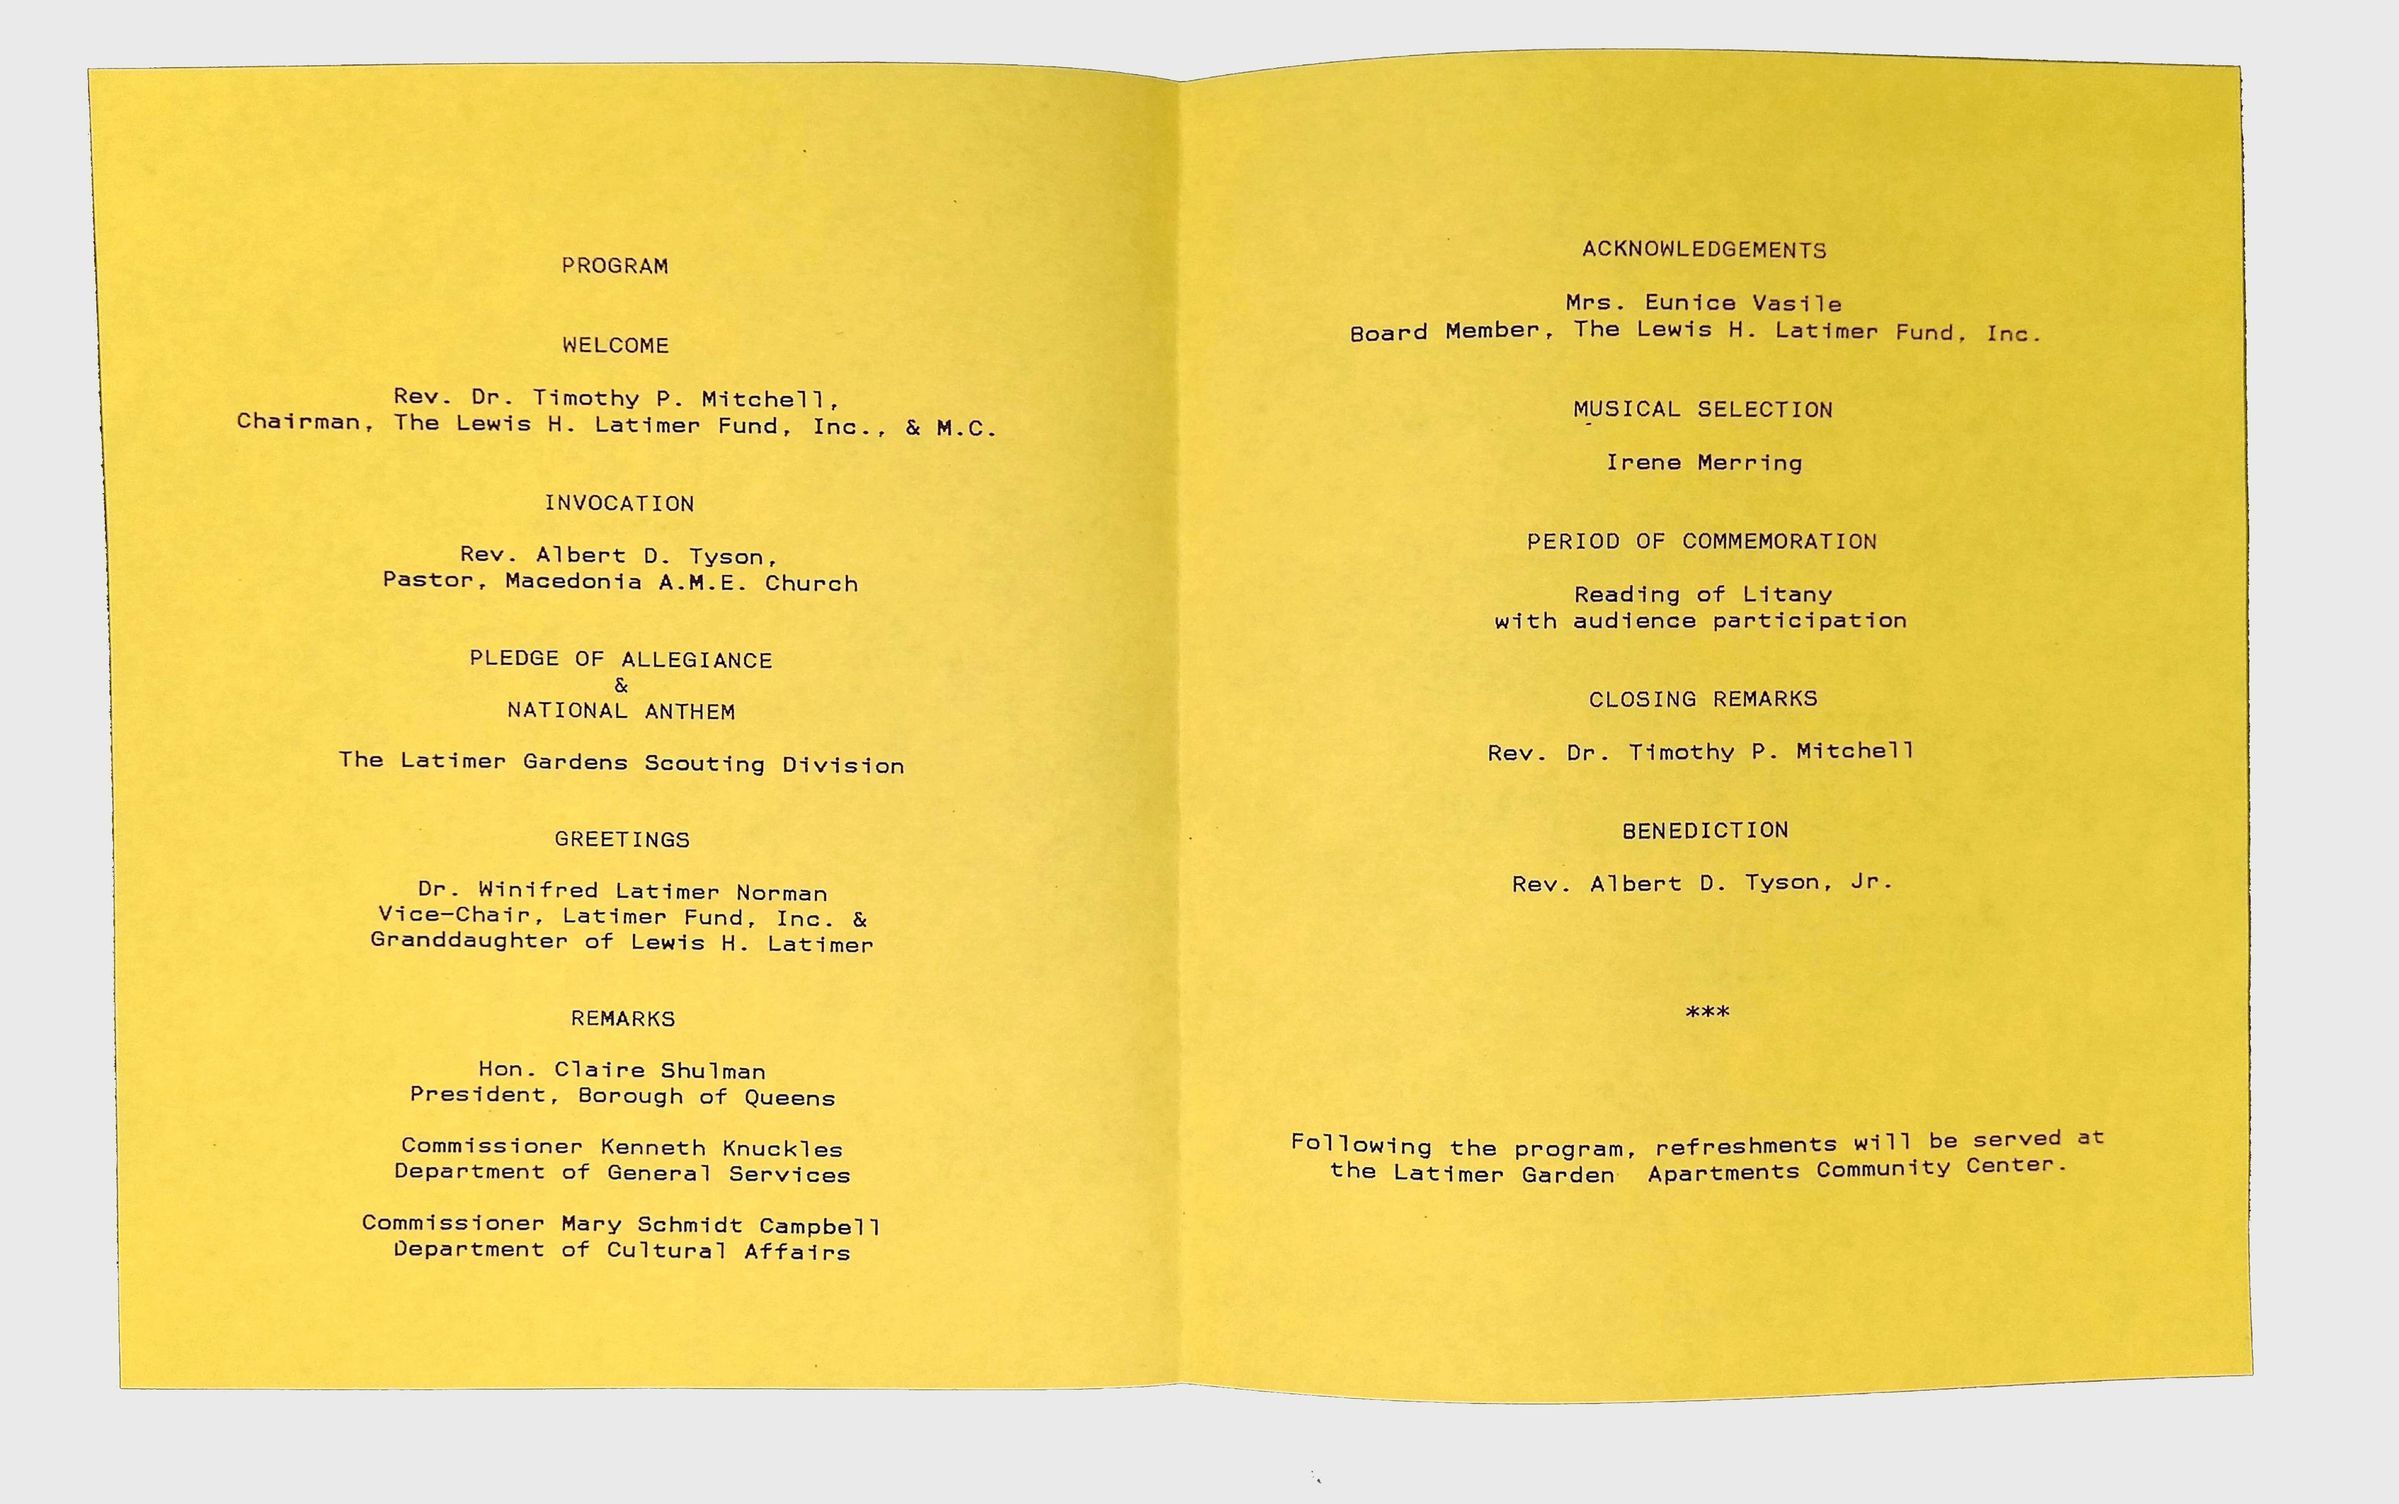 PROGRAM
WELCOME
Rev. Dr. Timothy P. Mitchell,
Chairman, The Lewis H. Latimer Fund, Inc., & M.C.
INVOCATION
Rev. Albert D. Tyson,
Pastor, Macedonia A.M.E. Church
PLEDGE OF ALLEGIANCE
&
NATIONAL ANTHEM
The Latimer Gardens Scouting Division
GREETINGS
Dr. Winifred Latimer Norman
Vice-Chair, Latimer Fund, Inc. &
Granddaughter of Lewis H. Latimer
REMARKS
Hon. Claire Shulman
President, Borough of Queens
Commissioner Kenneth Knuckles
Department of General Services
Commissioner Mary Schmidt Campbell
Department of Cultural Affairs
ACKNOWLEDGEMENTS
Mrs. Eunice Vasile
Board Member, The Lewis H. Latimer Fund, Inc.
MUSICAL SELECTION
Irene Merring
PERIOD OF COMMEMORATION
Reading of Litany
with audience participation
CLOSING REMARKS
Rev. Dr. Timothy P. Mitchell
BENEDICTION
Rev. Albert D. Tyson, Jr.
***
Following the program, refreshments will be served at
the Latimer Garden Apartments Community Center.